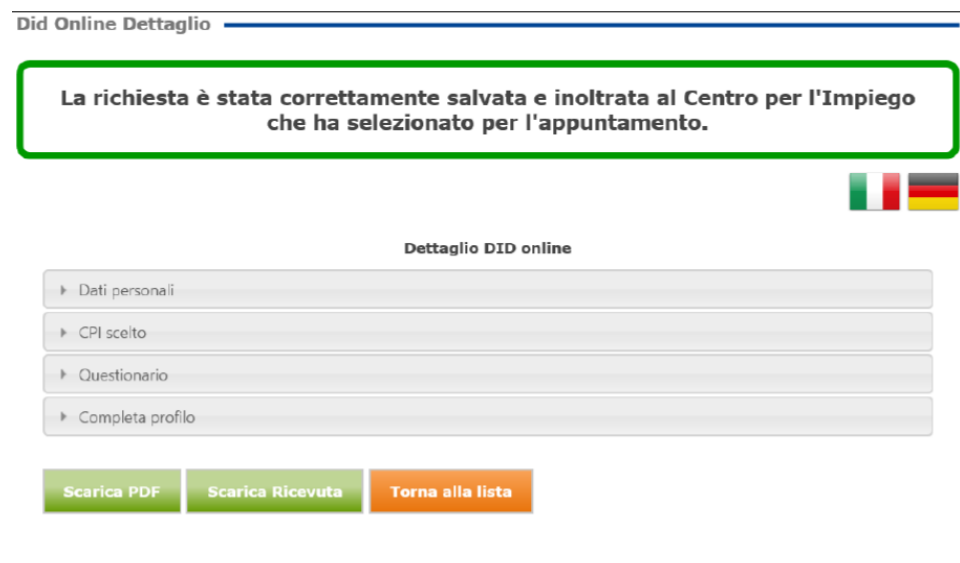 Did Online Dettaglio
La richiesta è stata correttamente salvata e inoltrata al Centro per l'Impiego
che ha selezionato per l'appuntamento.
Dettaglio DID online
Dati personali
CPI scelto
Questionario
Completa profilo
Scarica PDF Scarica Ricevuta Torna alla lista